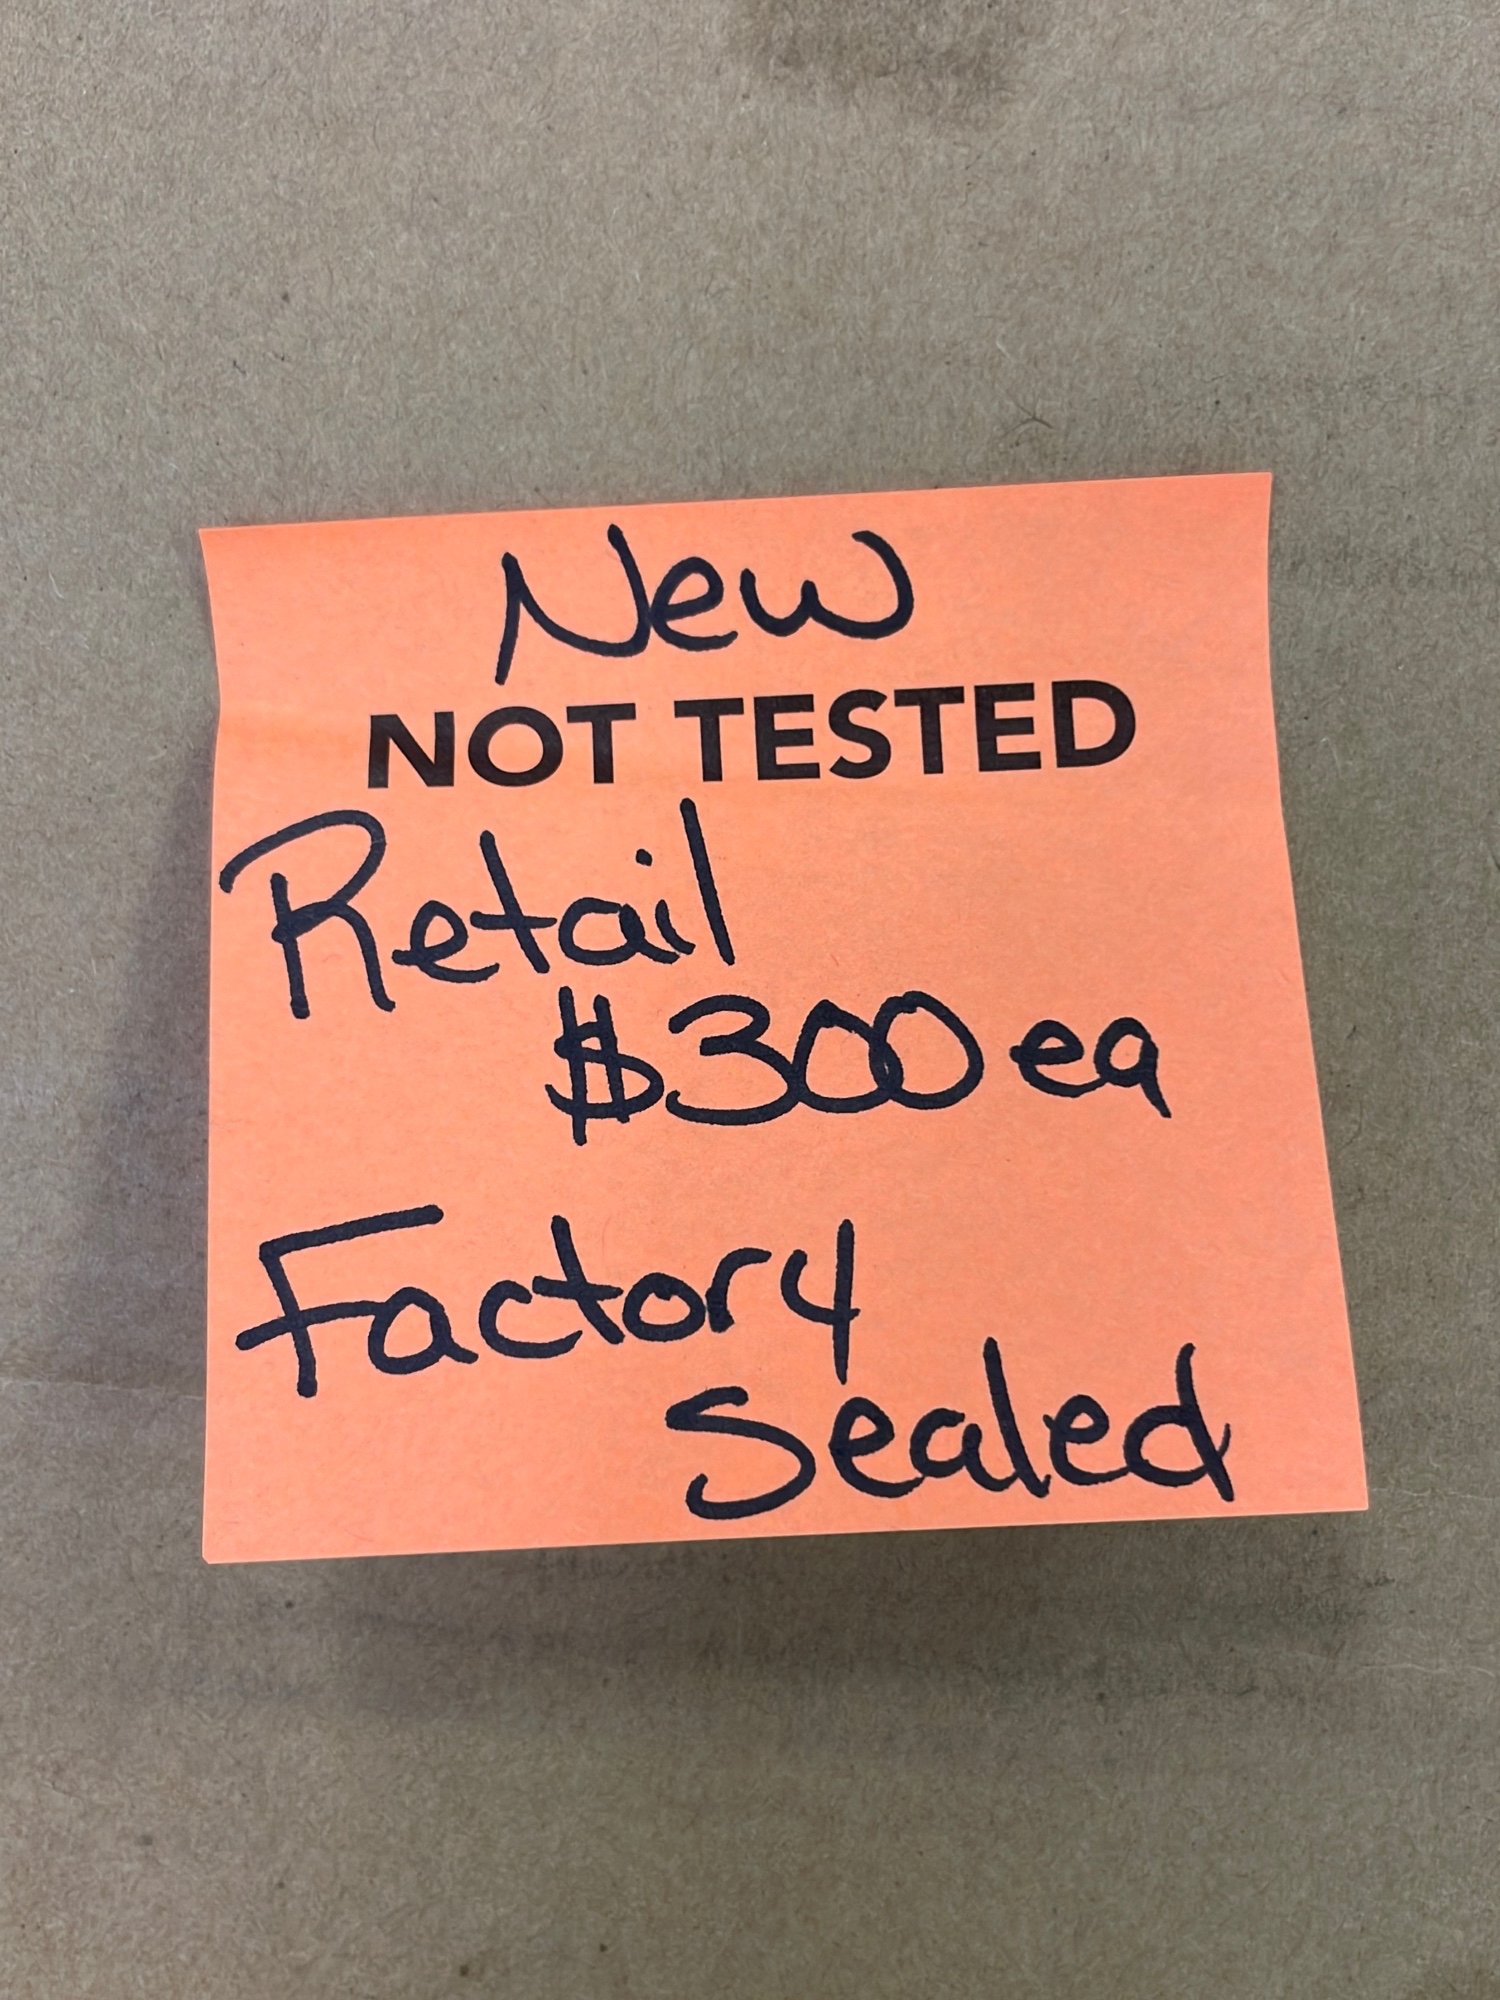 New
NOT TESTED
Retail
$300 ea
Factory
Sealed